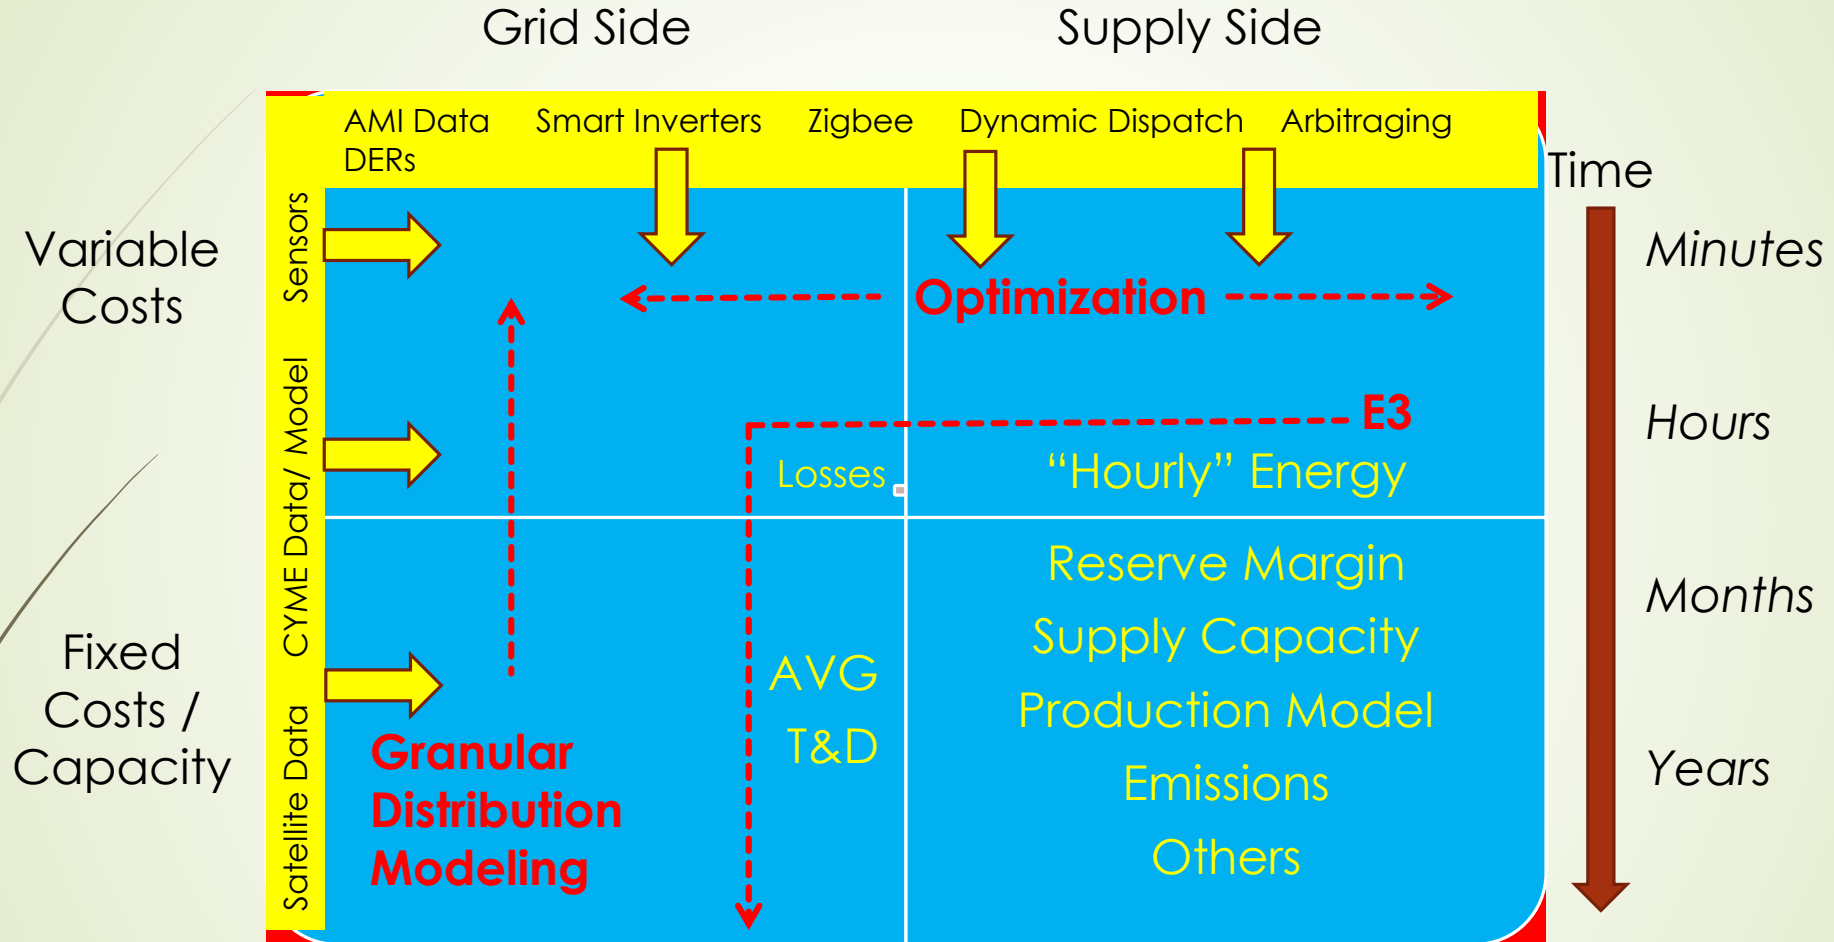 Grid Side
Supply Side
AMI Data Smart Inverters Zigbee Dynamic Dispatch Arbitraging
DERs
Time
Variable
Costs
Fixed
Costs /
Capacity
Sensors
CYME Data/ Model
Satellite Data
Optimization
E3
Losses
“Hourly” Energy
Granular
Distribution
Modeling
AVG
T&D
Reserve Margin
Supply Capacity
Production Model
Emissions
Others
Minutes
Hours
Months
Years